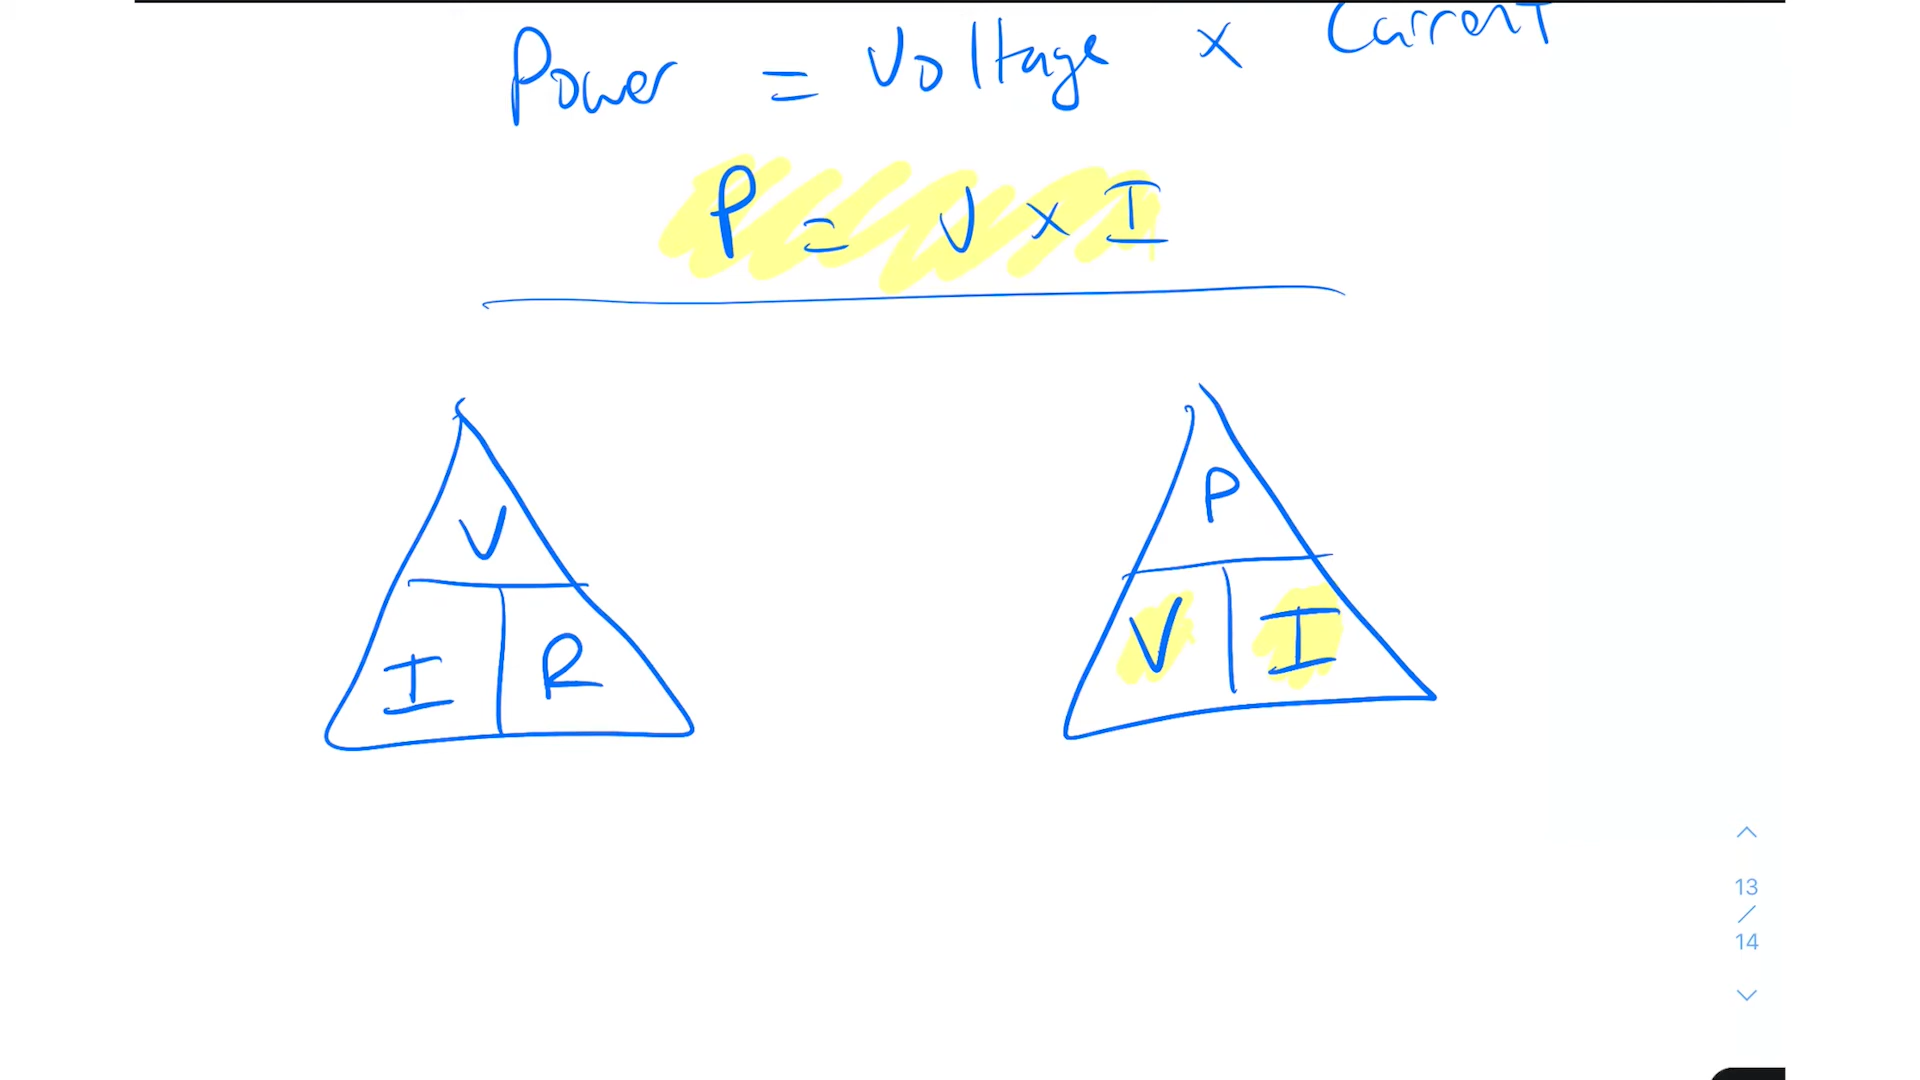 Power = Voltage × Current
P = V × I
V
I R
P
V I
13
/
14